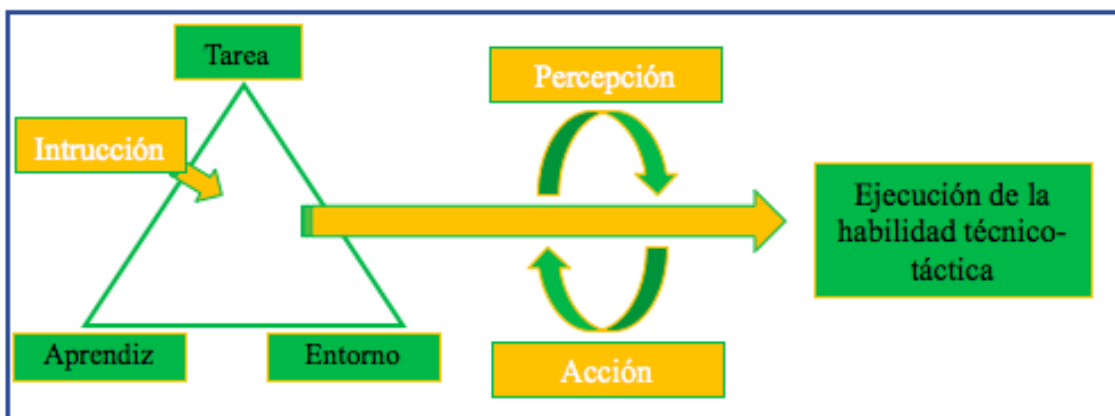 Tarea
Intrucción
Aprendiz
Entorno
Percepción
Acción
Ejecución de la
habilidad técnico-
táctica